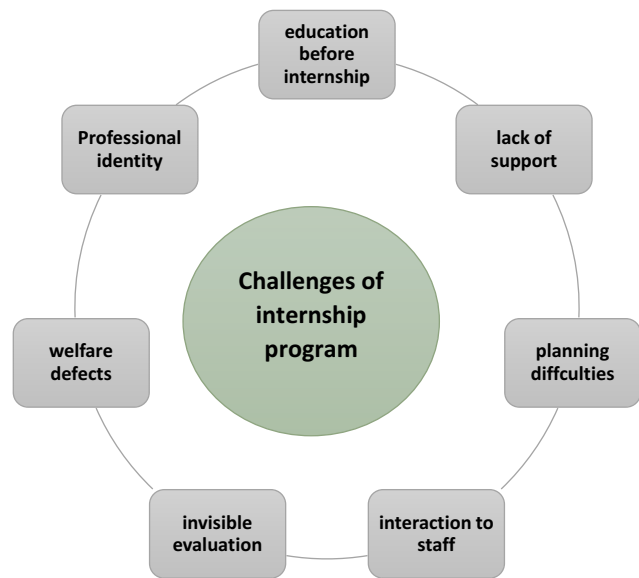 education
before
internship
lack of
support
planning
diffculties
interaction to
staff
invisible
evaluation
welfare
defects
Professional
identity
Challenges of
internship
program